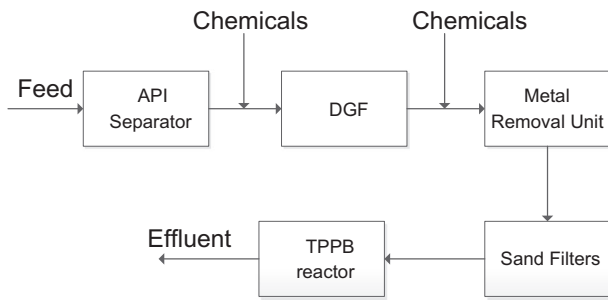 Chemicals
Chemicals
Feed
API
Separator
DGF
Metal
Removal Unit
Effluent
TPPB
reactor
Sand Filters